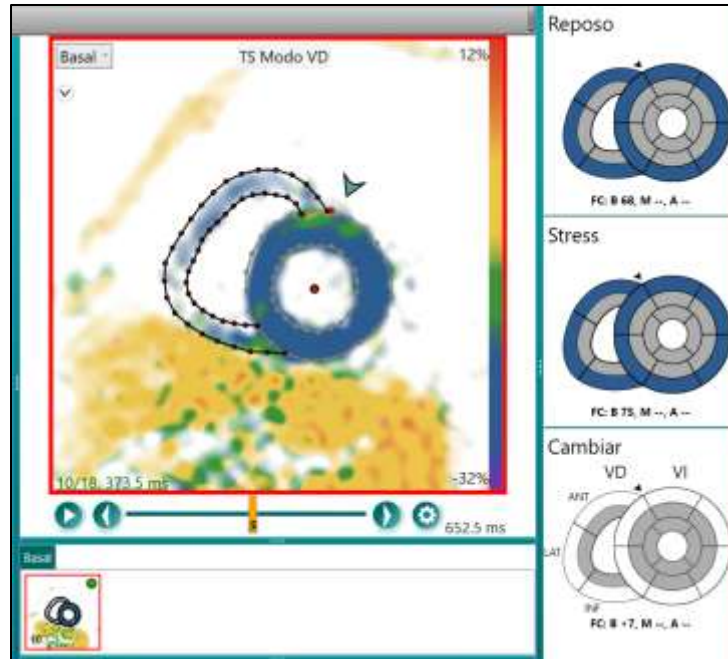 Basal
TS Modo VD
12%
10/18, 373.5 ms
-32%
652.5 ms
Basal
10
Reposo
FC: B 68, M --, A --
Stress
FC: B 75, M --, A --
Cambiar
VD
VI
ANT
LAT
INF
FC: B +7, M --, A --